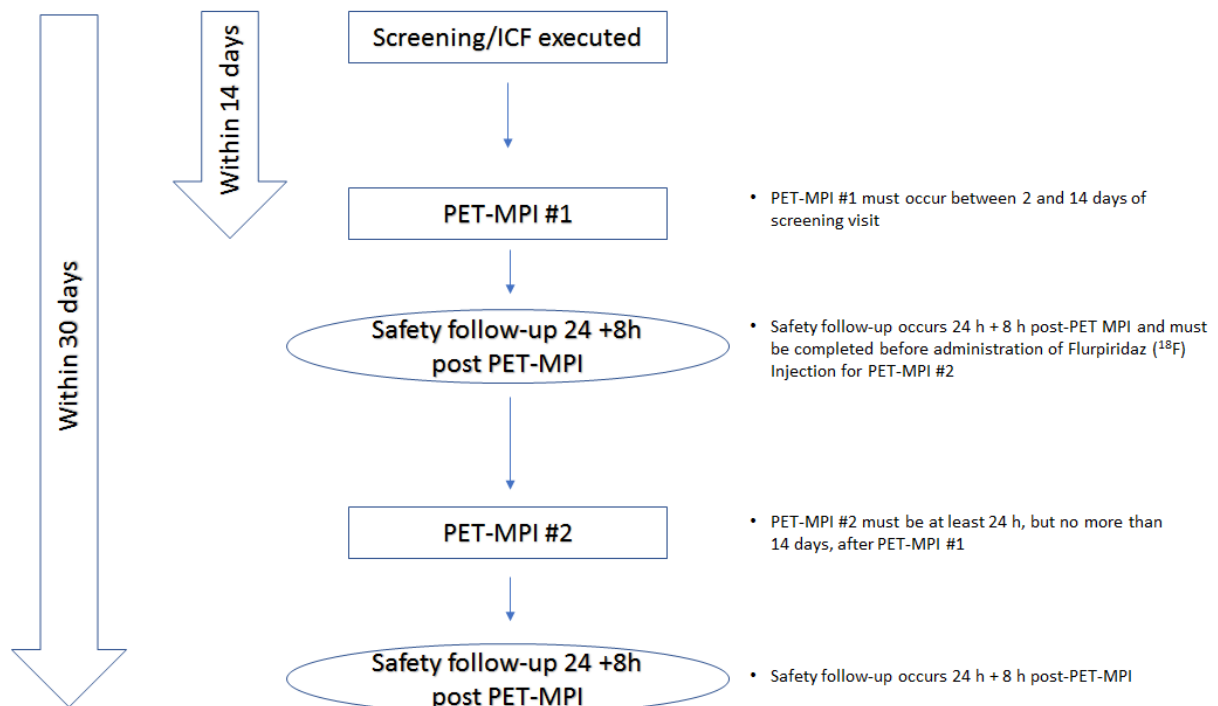 Within 30 days
Within 14 days
Screening/ICF executed
PET-MPI #1
• PET-MPI #1 must occur between 2 and 14 days of
screening visit
Safety follow-up 24 +8h
post PET-MPI
• Safety follow-up occurs 24 h + 8 h post-PET MPI and must
be completed before administration of Flurpiridaz (¹⁸F)
Injection for PET-MPI #2
PET-MPI #2
• PET-MPI #2 must be at least 24 h, but no more than
14 days, after PET-MPI #1
Safety follow-up 24 +8h
post PET-MPI
• Safety follow-up occurs 24 h + 8 h post-PET-MPI